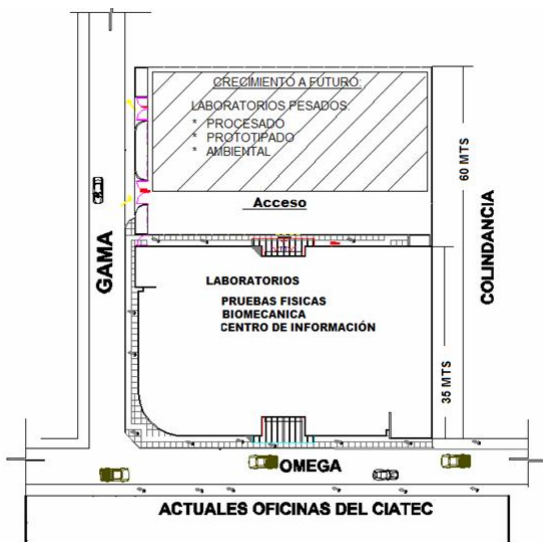 CRECIMIENTO A FUTURO:
LABORATORIOS PESADOS:
* PROCESADO
* PROTOTIPADO
* AMBIENTAL
60 MTS
COLINDANCIA
Acceso
GAMA
LABORATORIOS
PRUEBAS FISICAS
BIOMECANICA
CENTRO DE INFORMACIÓN
35 MTS
OMEGA
ACTUALES OFICINAS DEL CIATEC